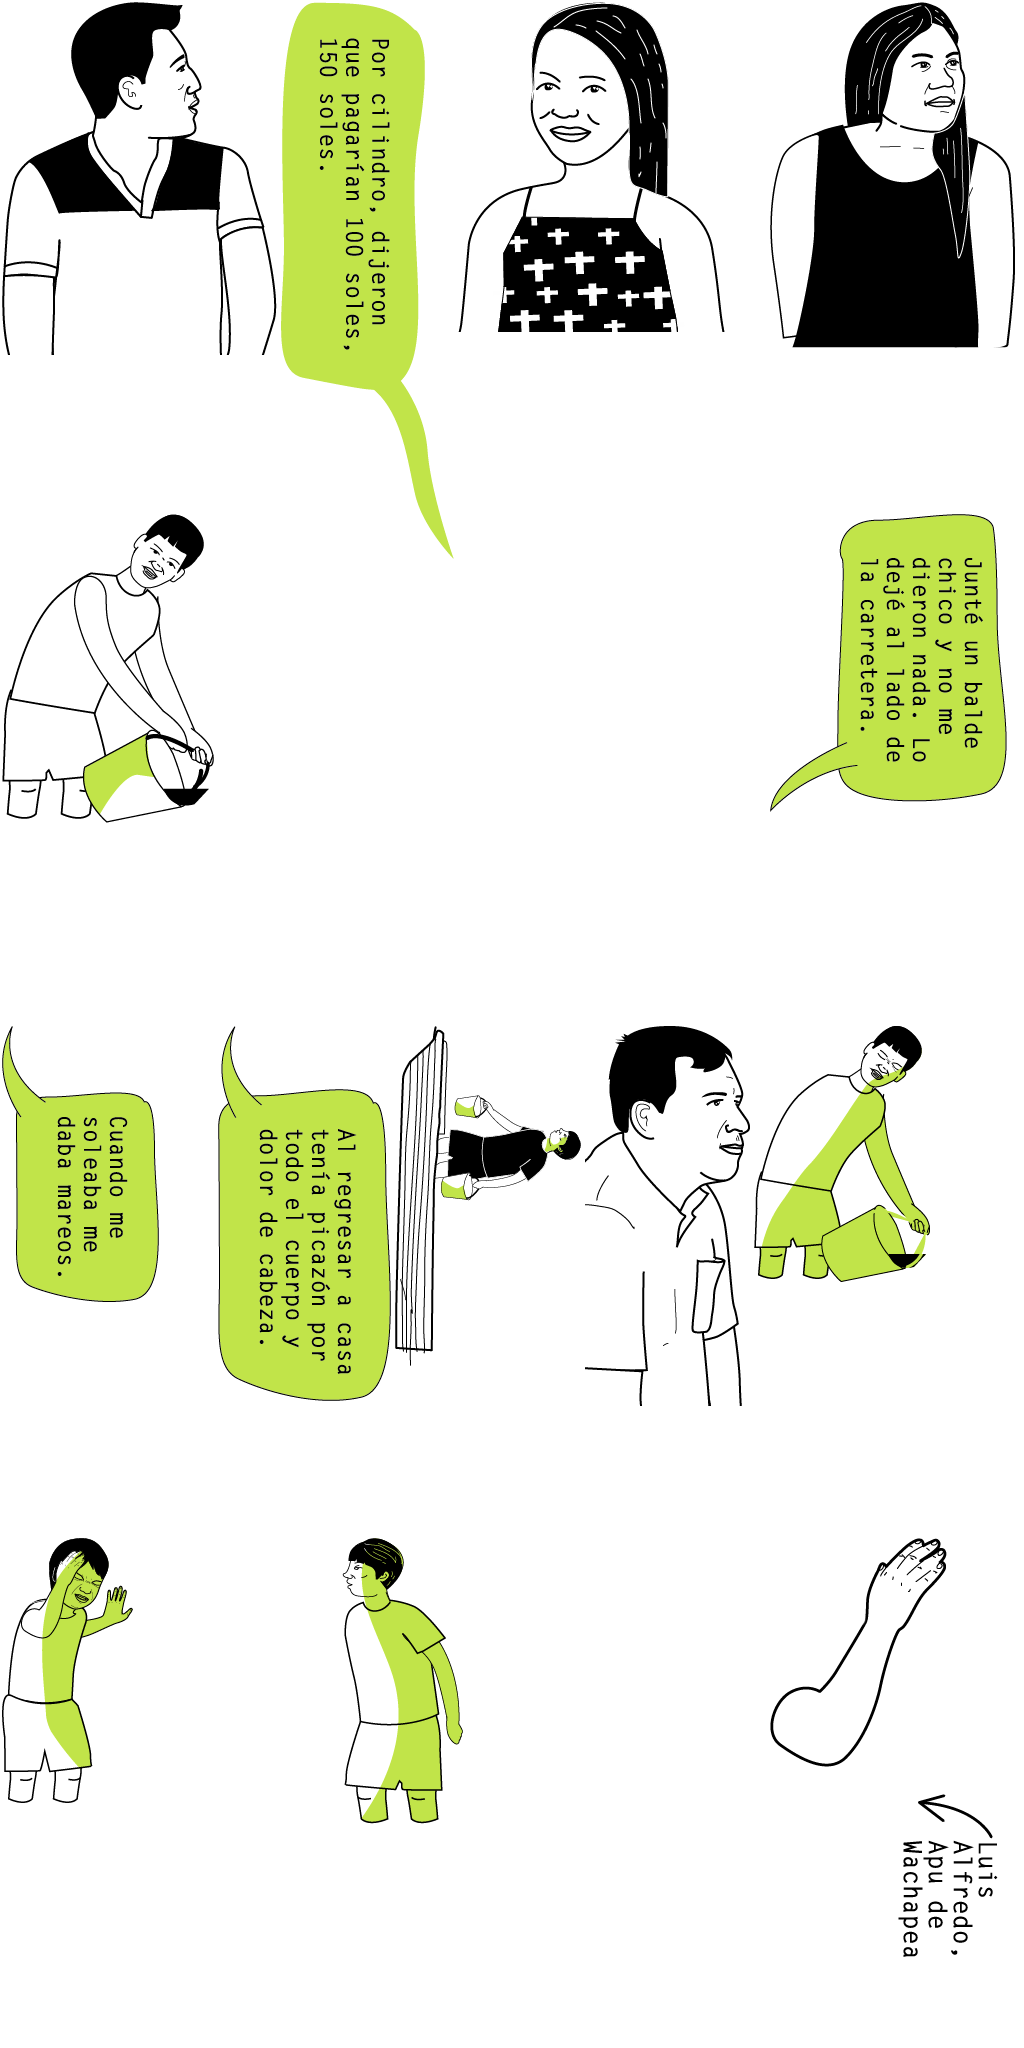 Por cilindro, dijeron
que pagarían 100 soles,
150 soles.
Junté un balde
chico y no me
dieron nada. Lo
dejé al lado de
la carretera.
Cuando me
soleaba me
daba mareos.
Al regresar a casa
tenía picazón por
todo el cuerpo y
dolor de cabeza.
Luis
Alfredo,
Apu de
Wachapea